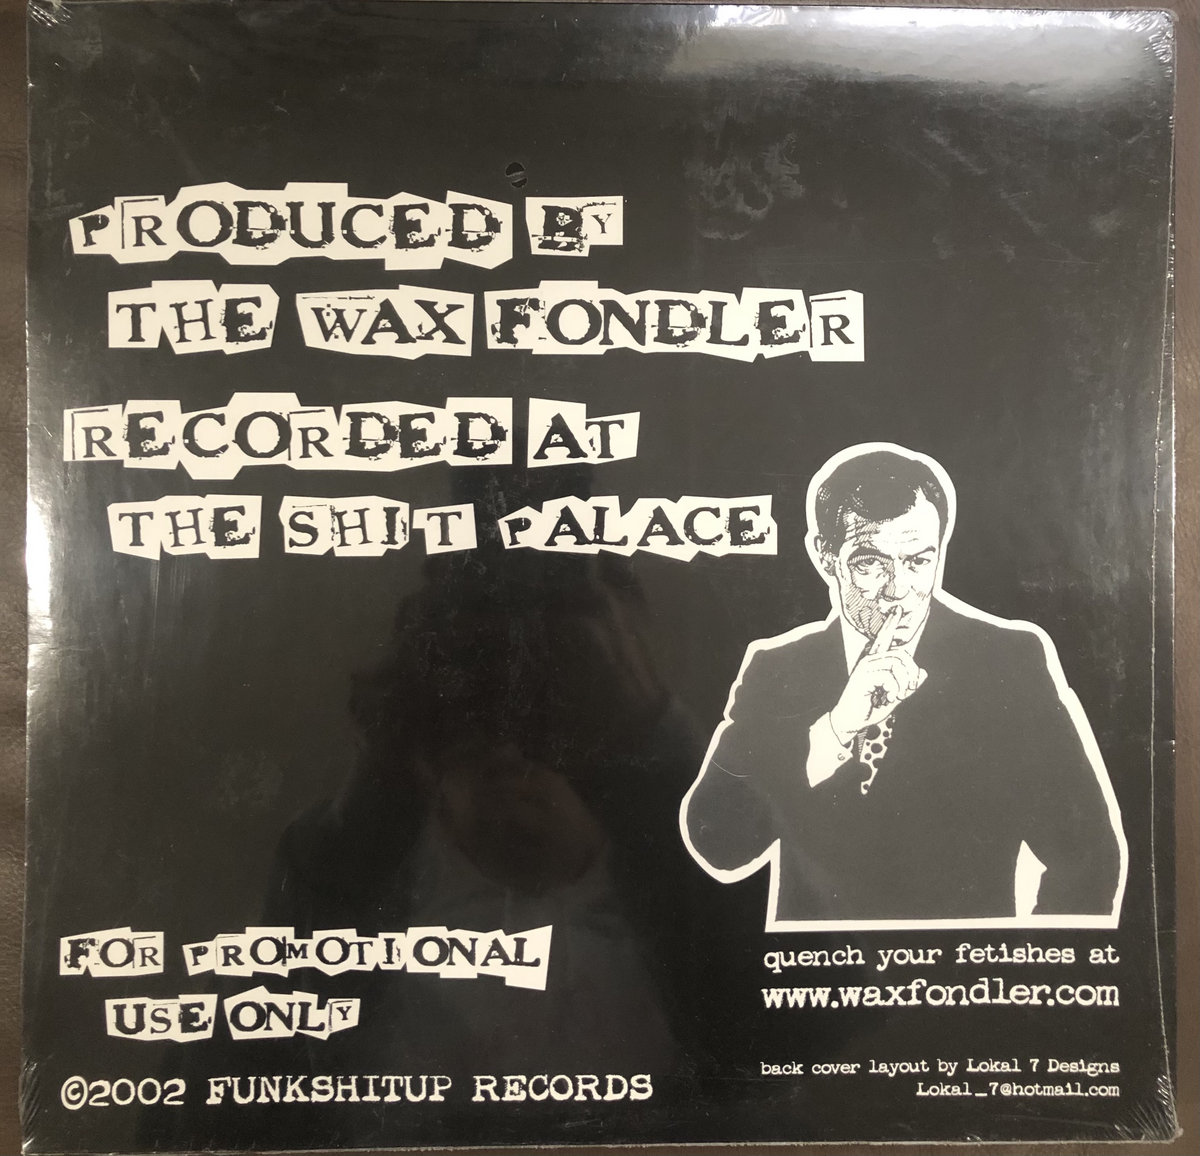 PRODUCED BY
THE WAX FONDLER
RECORDED AT
THE SHIT PALACE
FOR PROMOTIONAL
USE ONLY
©2002 FUNKSHITUP RECORDS
quench your fetishes at
www.waxfondler.com
back cover layout by Lokal 7 Designs
Lokal_7@hotmail.com